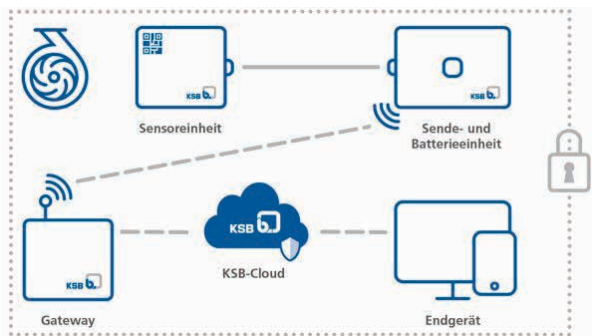 KSB b.
Sensoreinheit
KSB b.
Sende- und
Batterieeinheit
KSB b.
Gateway
KSB b.
KSB-Cloud
Endgerät